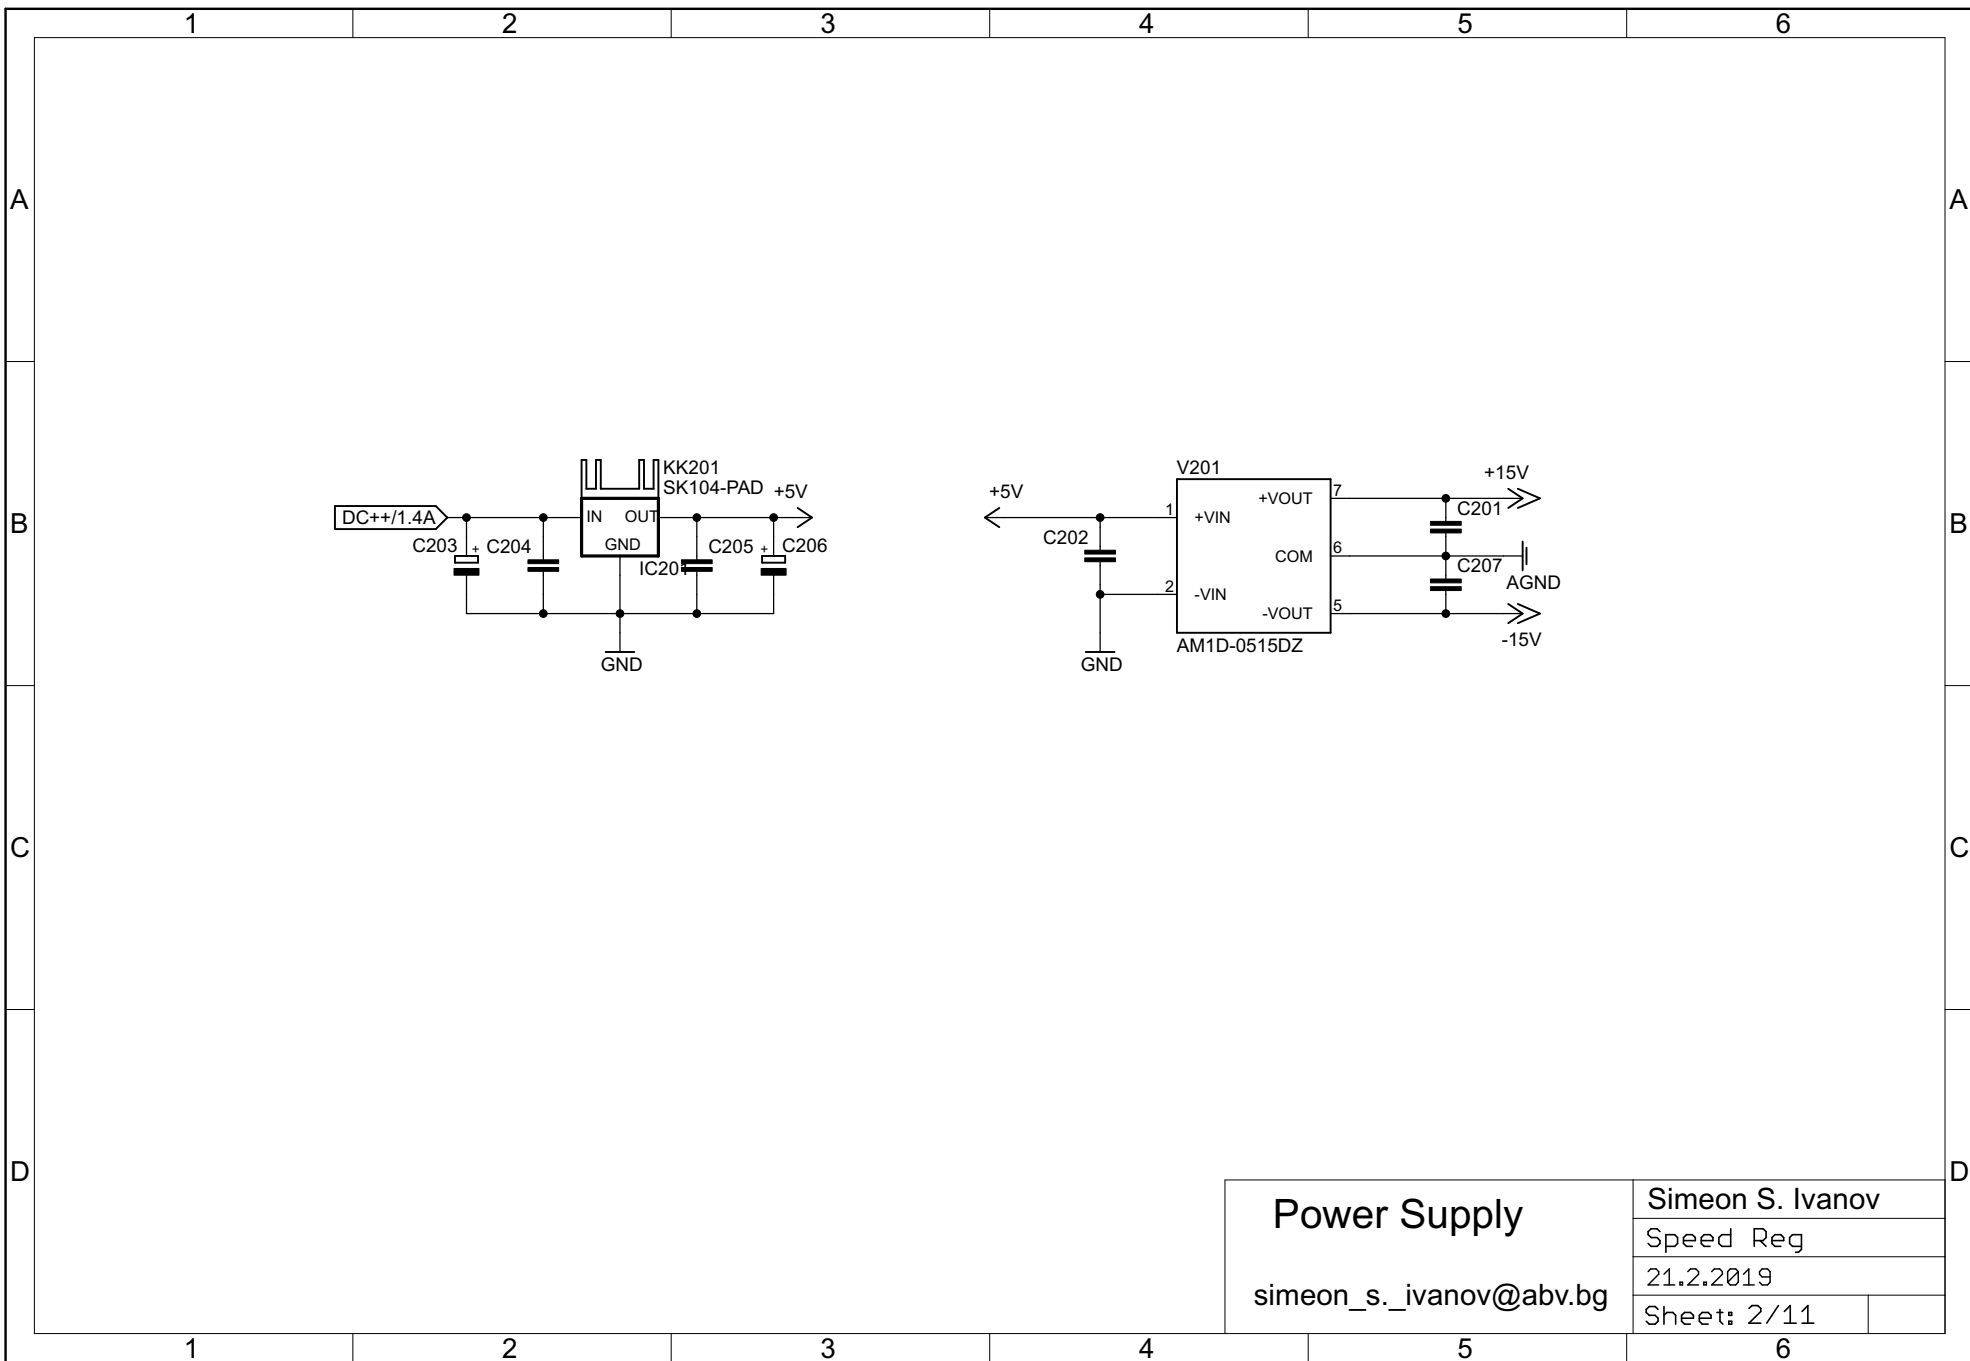 1 2 3 4 5 6
A A
KK201
SK104-PAD
+5V
DC++/1.4A
IN OUT
GND
C203 + C204
IC201
C205 + C206
GND
+5V
V201
+15V
1 +VIN
+VOUT 7
C201
C202
COM 6
C207
AGND
2 -VIN
-VOUT 5
-15V
AM1D-0515DZ
GND
B B
C C
D D
Power Supply
simeon_s._ivanov@abv.bg
Simeon S. Ivanov
Speed Reg
21.2.2019
Sheet: 2/11
1 2 3 4 5 6